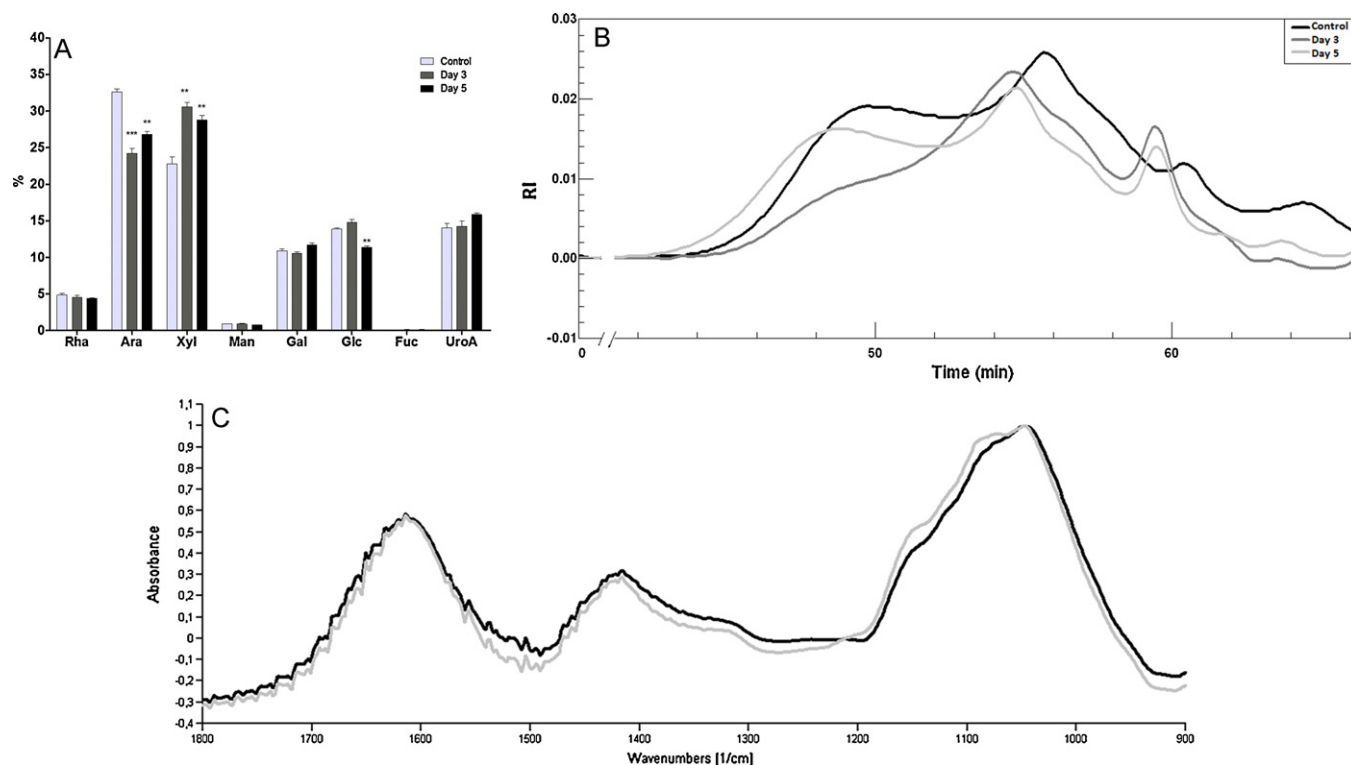 A
%
40
35
30
25
20
15
10
5
0
Control
Day 3
Day 5
***
**
**
**
**
Rha Ara Xyl Man Gal Glc Fuc UroA
B
RI
0.03
0.02
0.01
0.00
-0.01
Control
Day 3
Day 5
0 50 60
Time (min)
C
Absorbance
1,1
1
0,9
0,8
0,7
0,6
0,5
0,4
0,3
0,2
0,1
0
-0,1
-0,2
-0,3
-0,4
1800 1700 1600 1500 1400 1300 1200 1100 1000 900
Wavenumbers [1/cm]